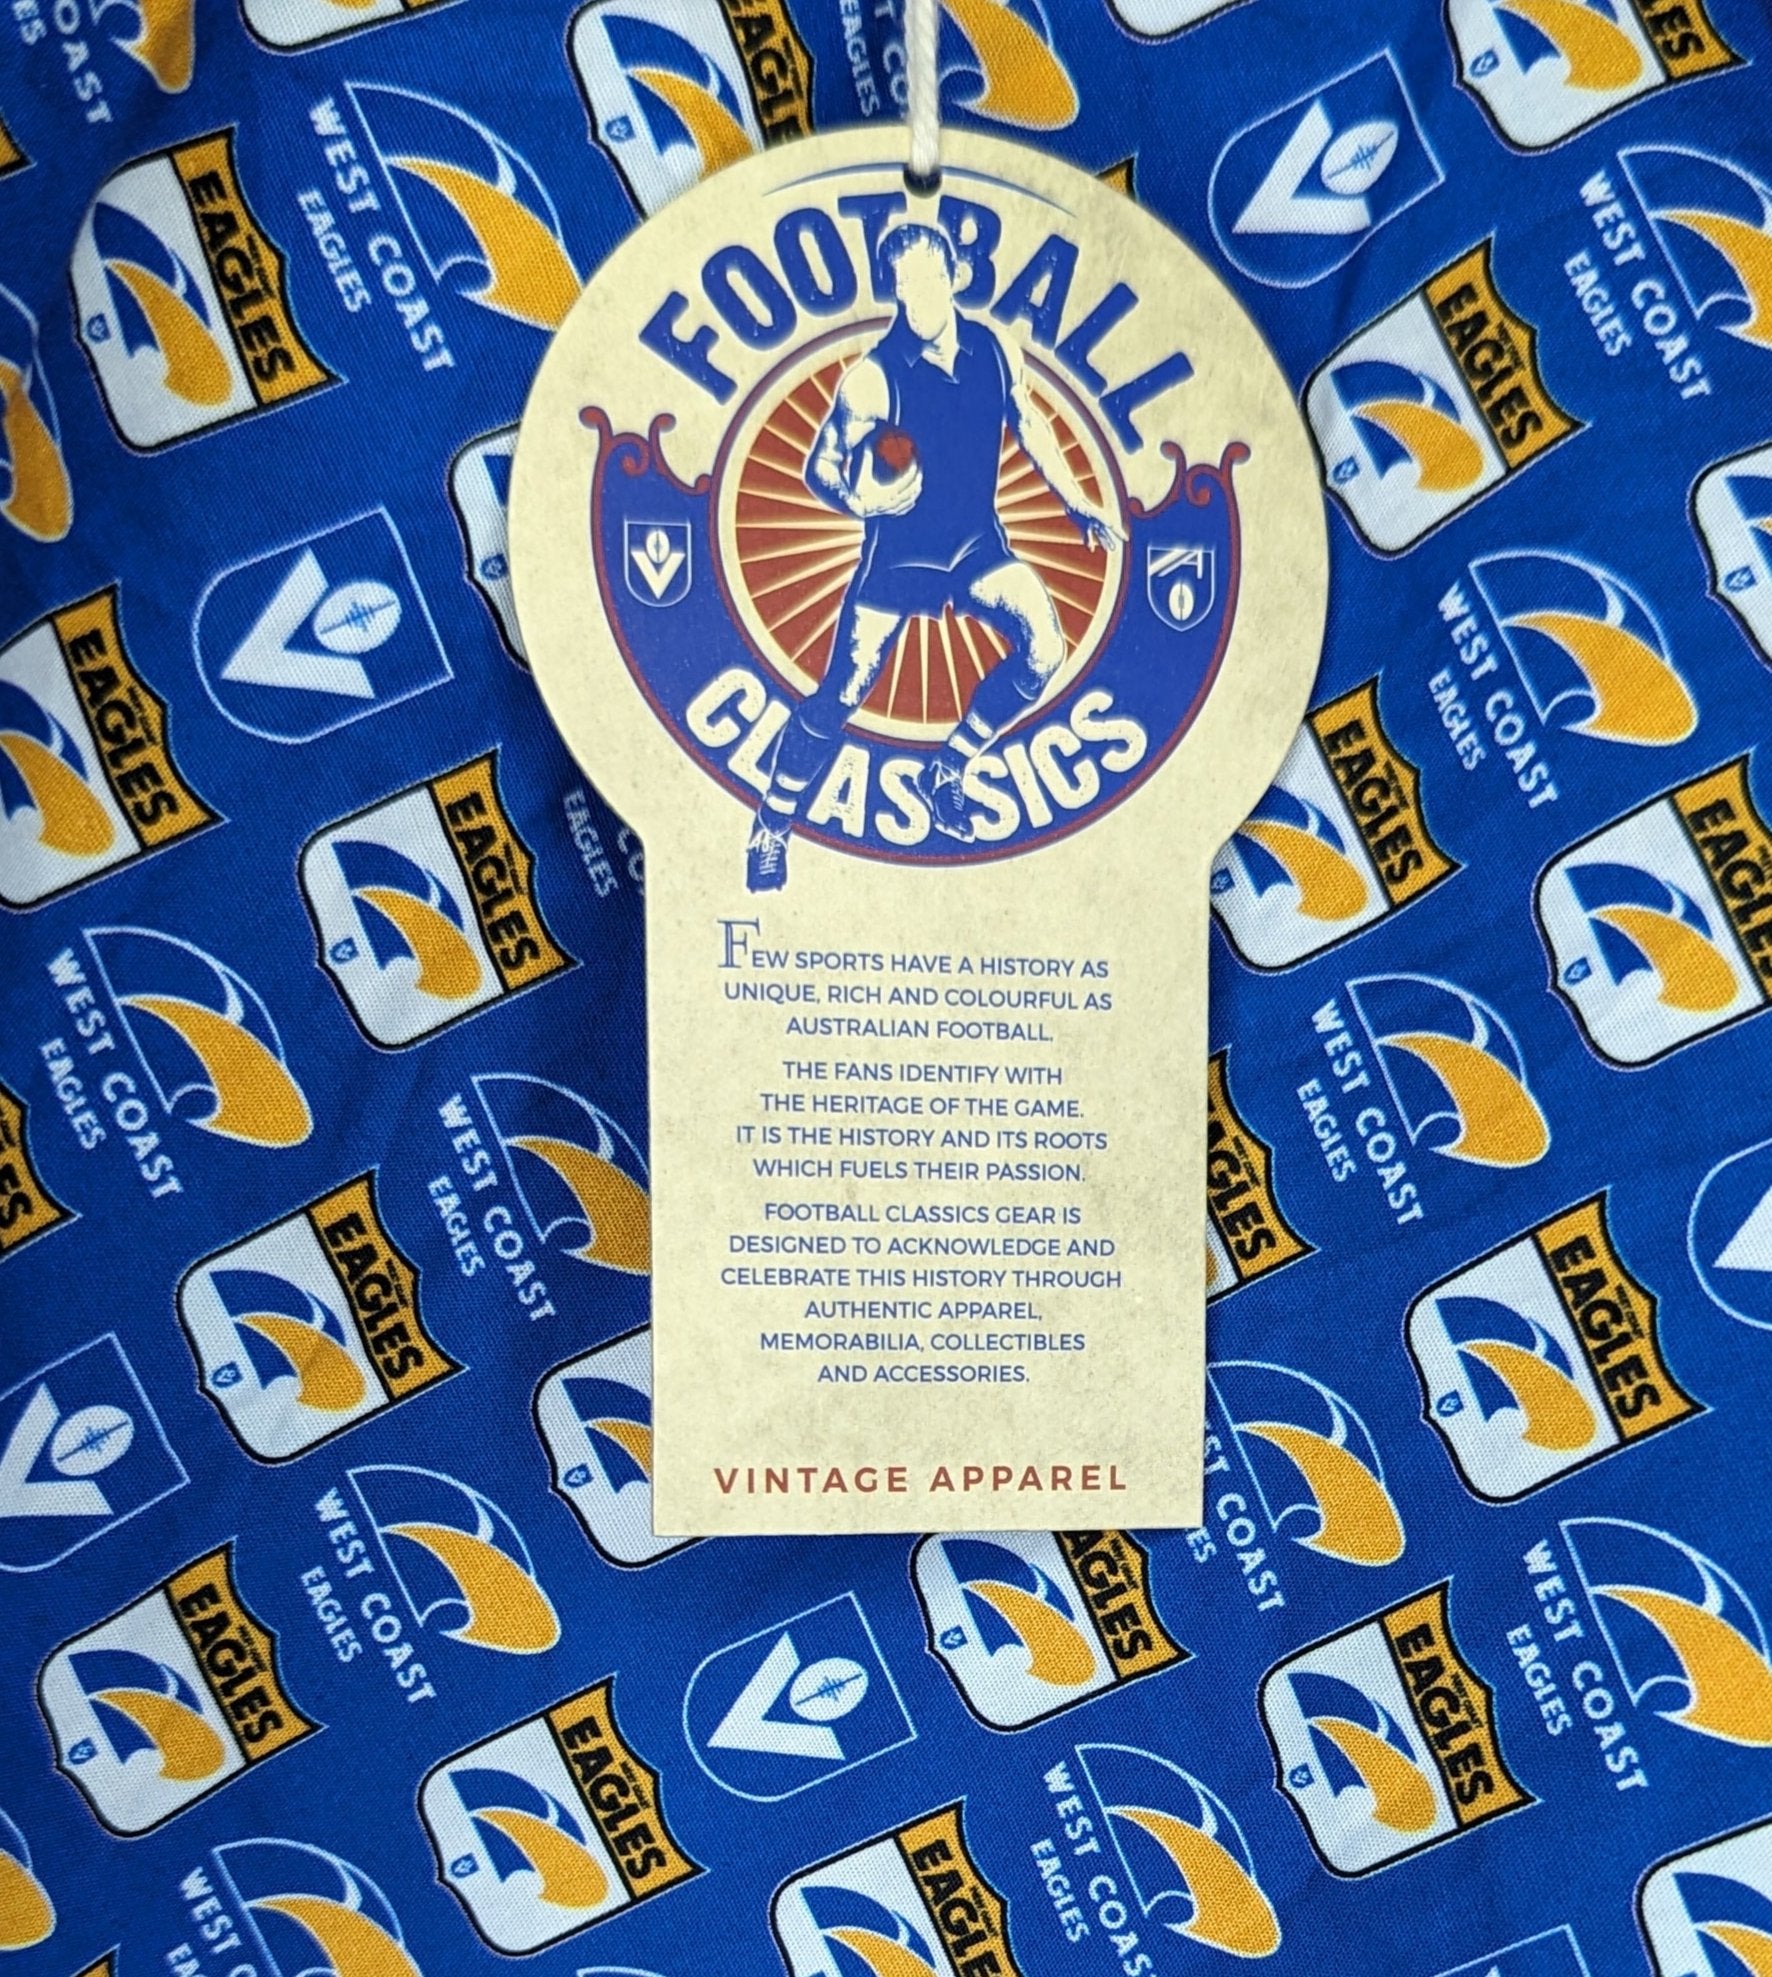 FOOTBALL
CLASSICS
FEW SPORTS HAVE A HISTORY AS
UNIQUE, RICH AND COLOURFUL AS
AUSTRALIAN FOOTBALL.
THE FANS IDENTIFY WITH
THE HERITAGE OF THE GAME.
IT IS THE HISTORY AND ITS ROOTS
WHICH FUELS THEIR PASSION.
FOOTBALL CLASSICS GEAR IS
DESIGNED TO ACKNOWLEDGE AND
CELEBRATE THIS HISTORY THROUGH
AUTHENTIC APPAREL,
MEMORABILIA, COLLECTIBLES
AND ACCESSORIES.
VINTAGE APPAREL
WEST COAST
EAGLES
EAGLES